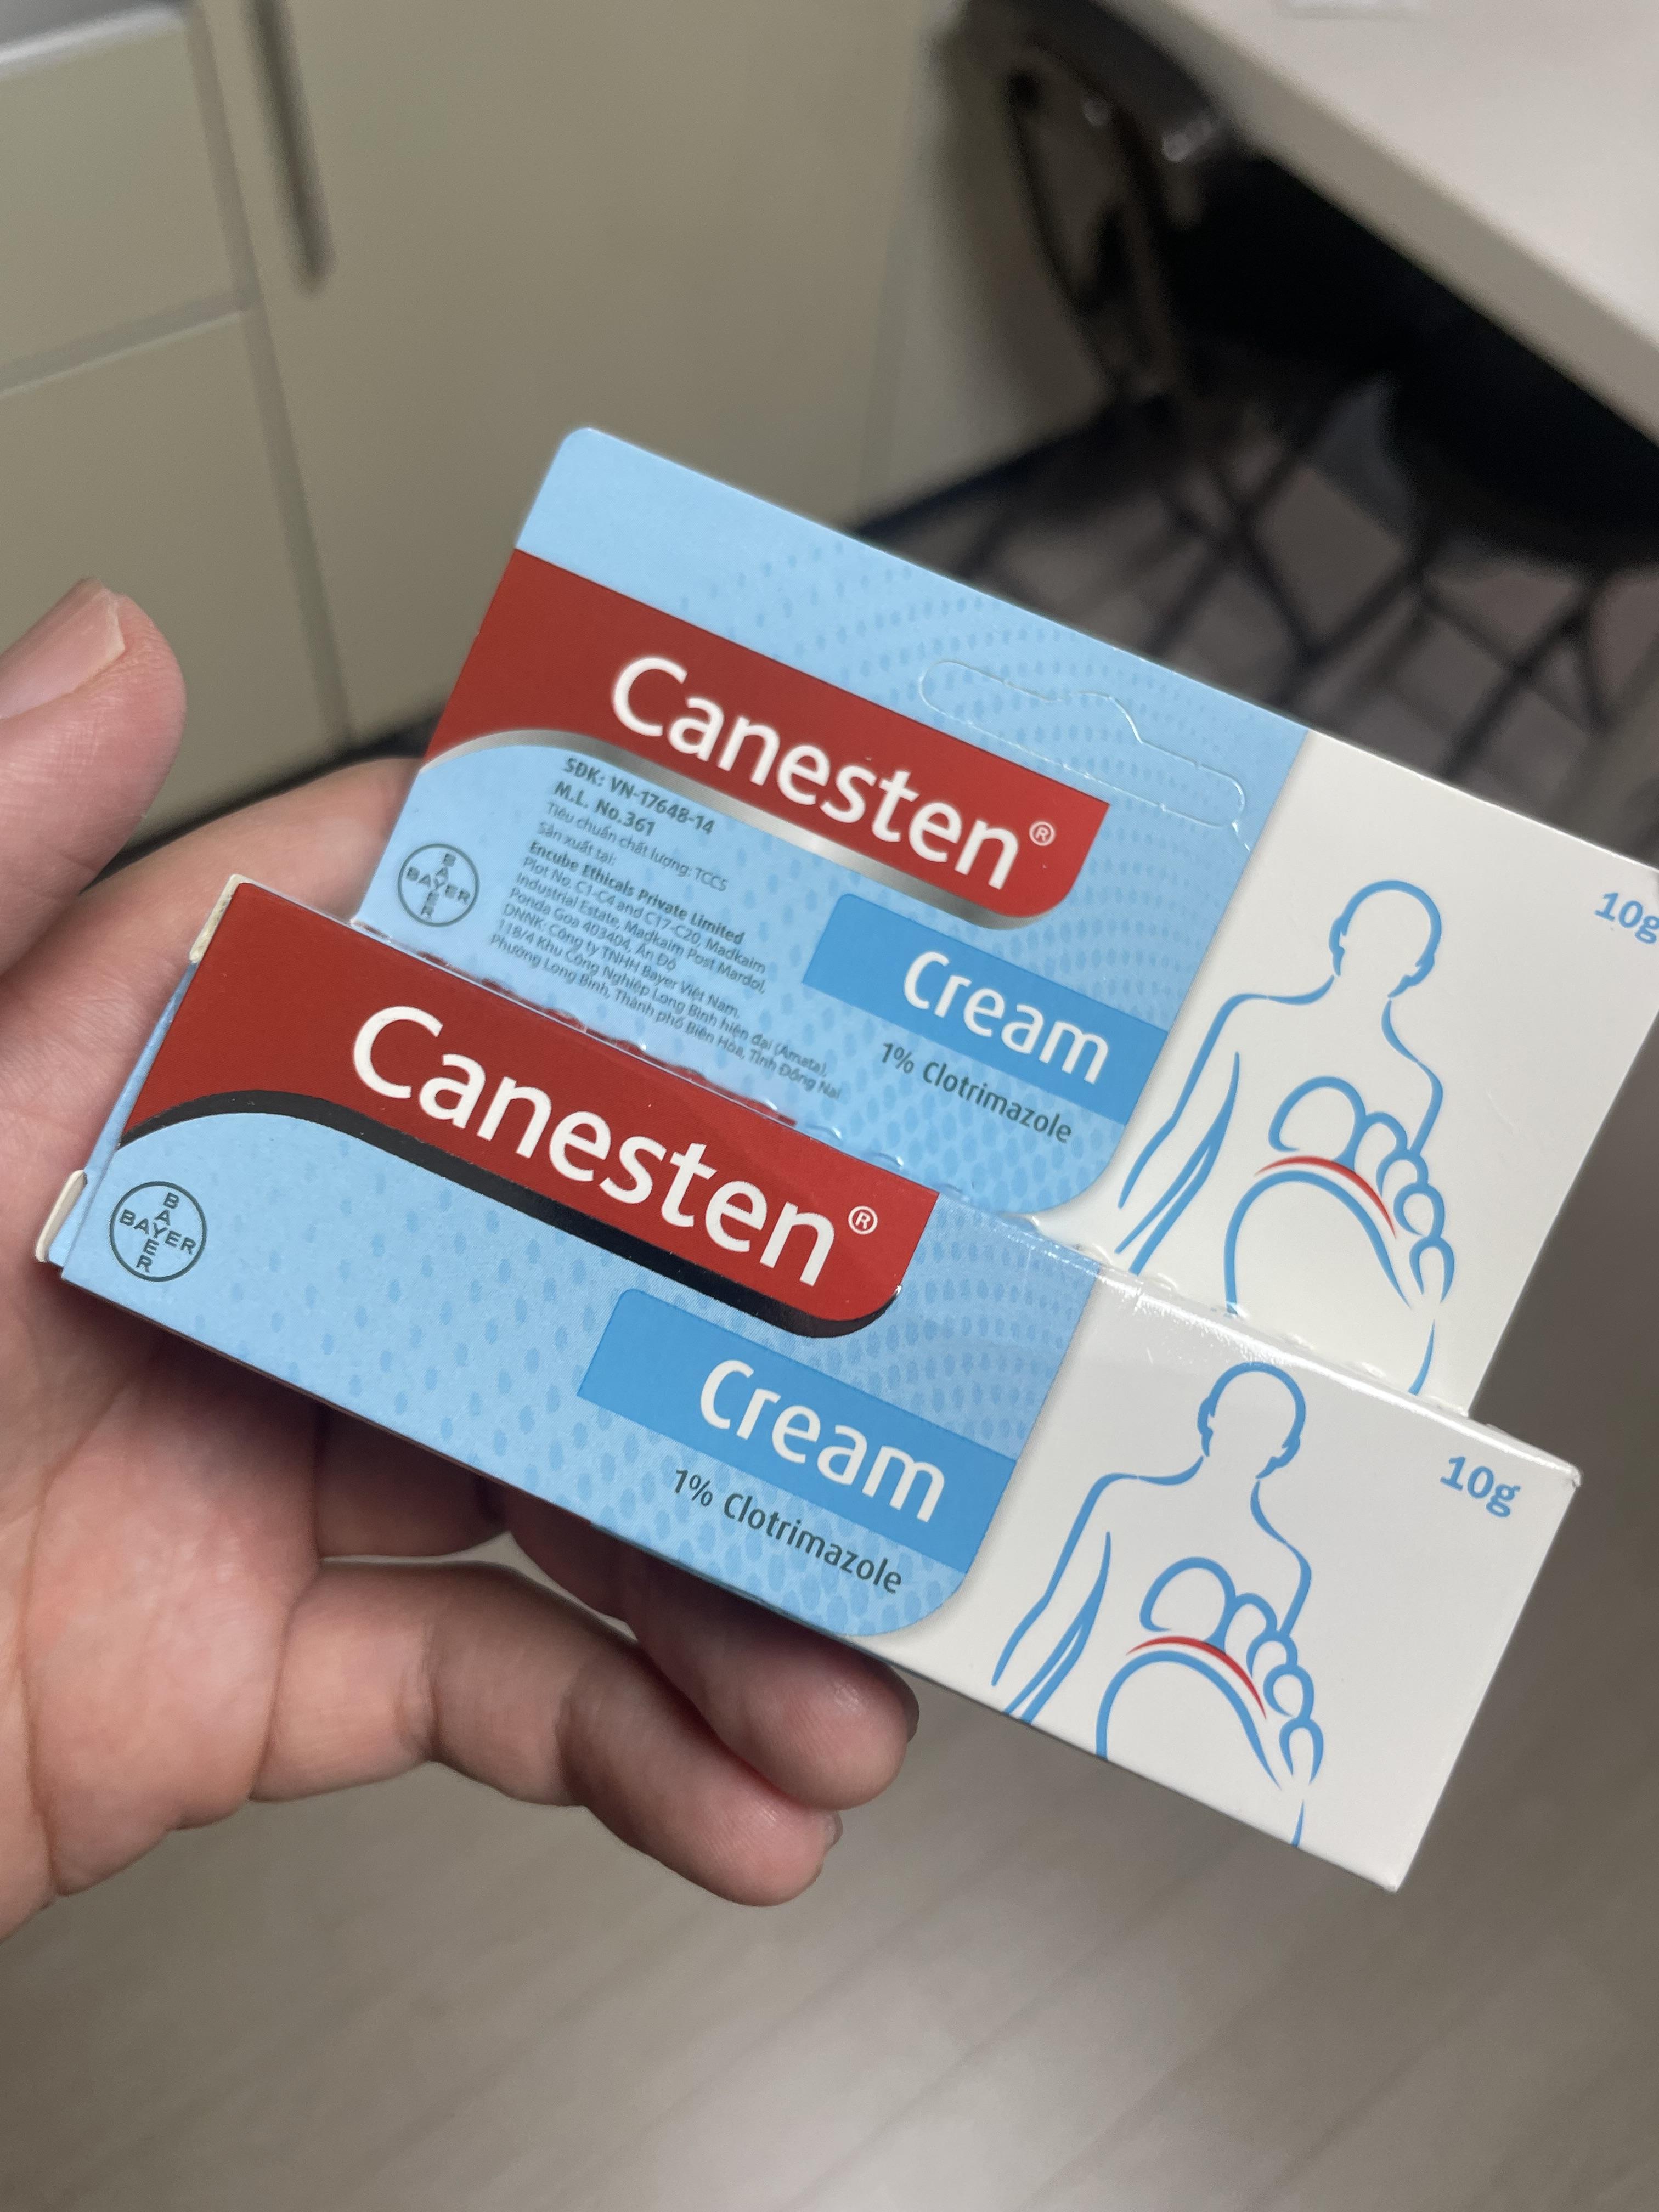 Canesten®
SĐK: VN-17648-14
M.L. No.361
Tiêu chuẩn chất lượng: TCCS
Sản xuất tại:
Encube Ethicals Private Limited
Plot No. C1-C4 and C17-C20, Madkaim
Industrial Estate, Madkaim Post Mardol,
Ponda Goa 403404, Ấn Độ
DNNK: Công ty TNHH Bayer Việt Nam.
118/4 Khu Công Nghiệp Long Bình hiện đại (Amata),
Phường Long Bình, Thành phố Biên Hòa, Tỉnh Đồng Nai
BAYER
BAYER
Cream
1% Clotrimazole
10g
Canesten®
BAYER
BAYER
Cream
1% Clotrimazole
10g